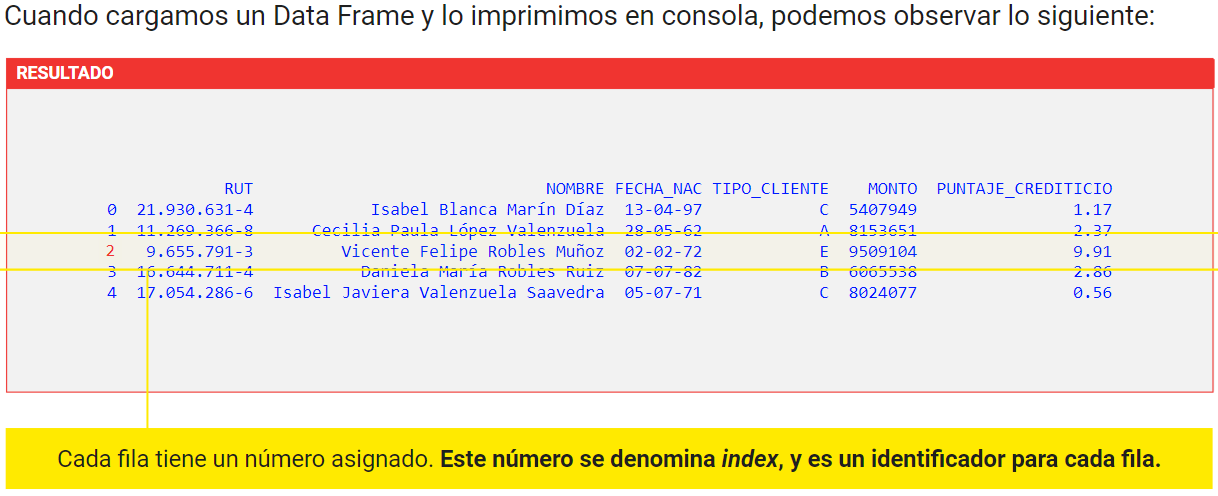 Cuando cargamos un Data Frame y lo imprimimos en consola, podemos observar lo siguiente:
RESULTADO
RUT NOMBRE FECHA_NAC TIPO_CLIENTE MONTO PUNTAJE_CREDITICIO
0 21.930.631-4 Isabel Blanca Marín Díaz 13-04-97 C 5407949 1.17
1 11.269.366-8 Cecilia Paula López Valenzuela 28-05-62 A 8153651 2.37
2 9.655.791-3 Vicente Felipe Robles Muñoz 02-02-72 E 9509104 9.91
3 16.644.711-4 Daniela María Robles Ruiz 07-07-82 B 6065538 2.86
4 17.054.286-6 Isabel Javiera Valenzuela Saavedra 05-07-71 C 8024077 0.56
Cada fila tiene un número asignado. Este número se denomina index, y es un identificador para cada fila.